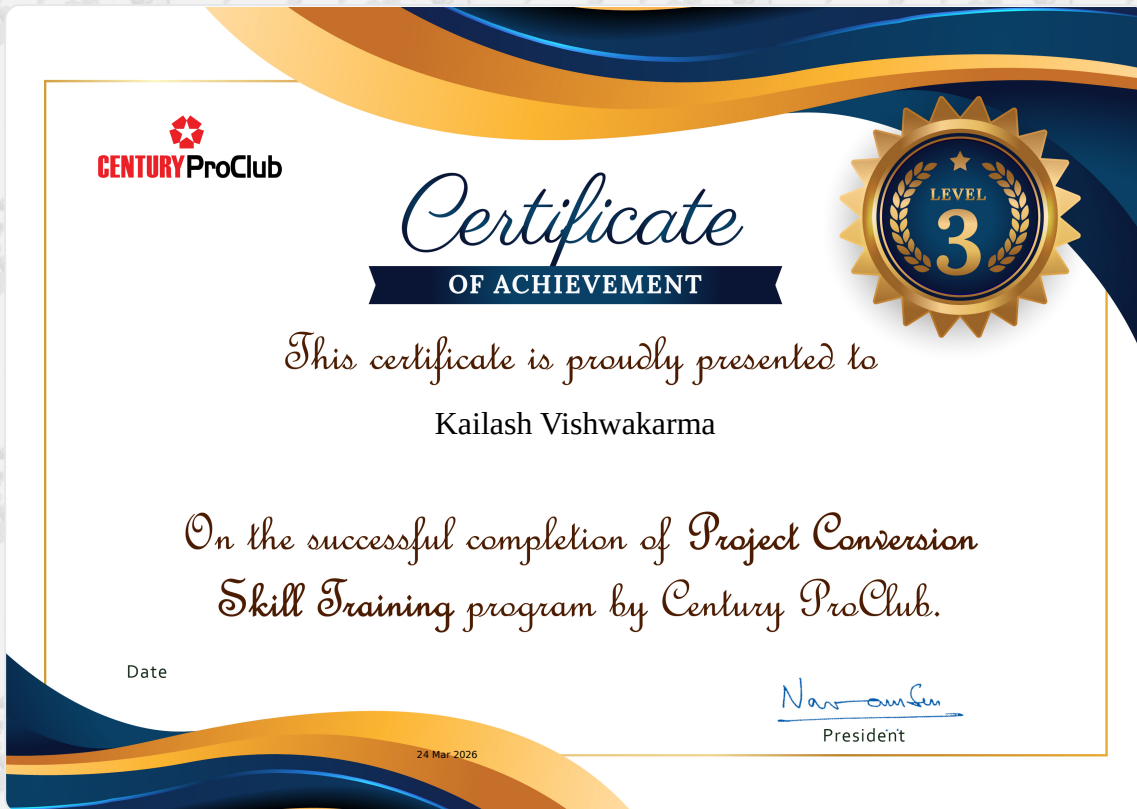 CENTURY ProClub
LEVEL
3
Certificate
OF ACHIEVEMENT
This certificate is proudly presented to
Kailash Vishwakarma
On the successful completion of Project Conversion
Skill Training program by Century ProClub.
Date
President
24 Mar 2026